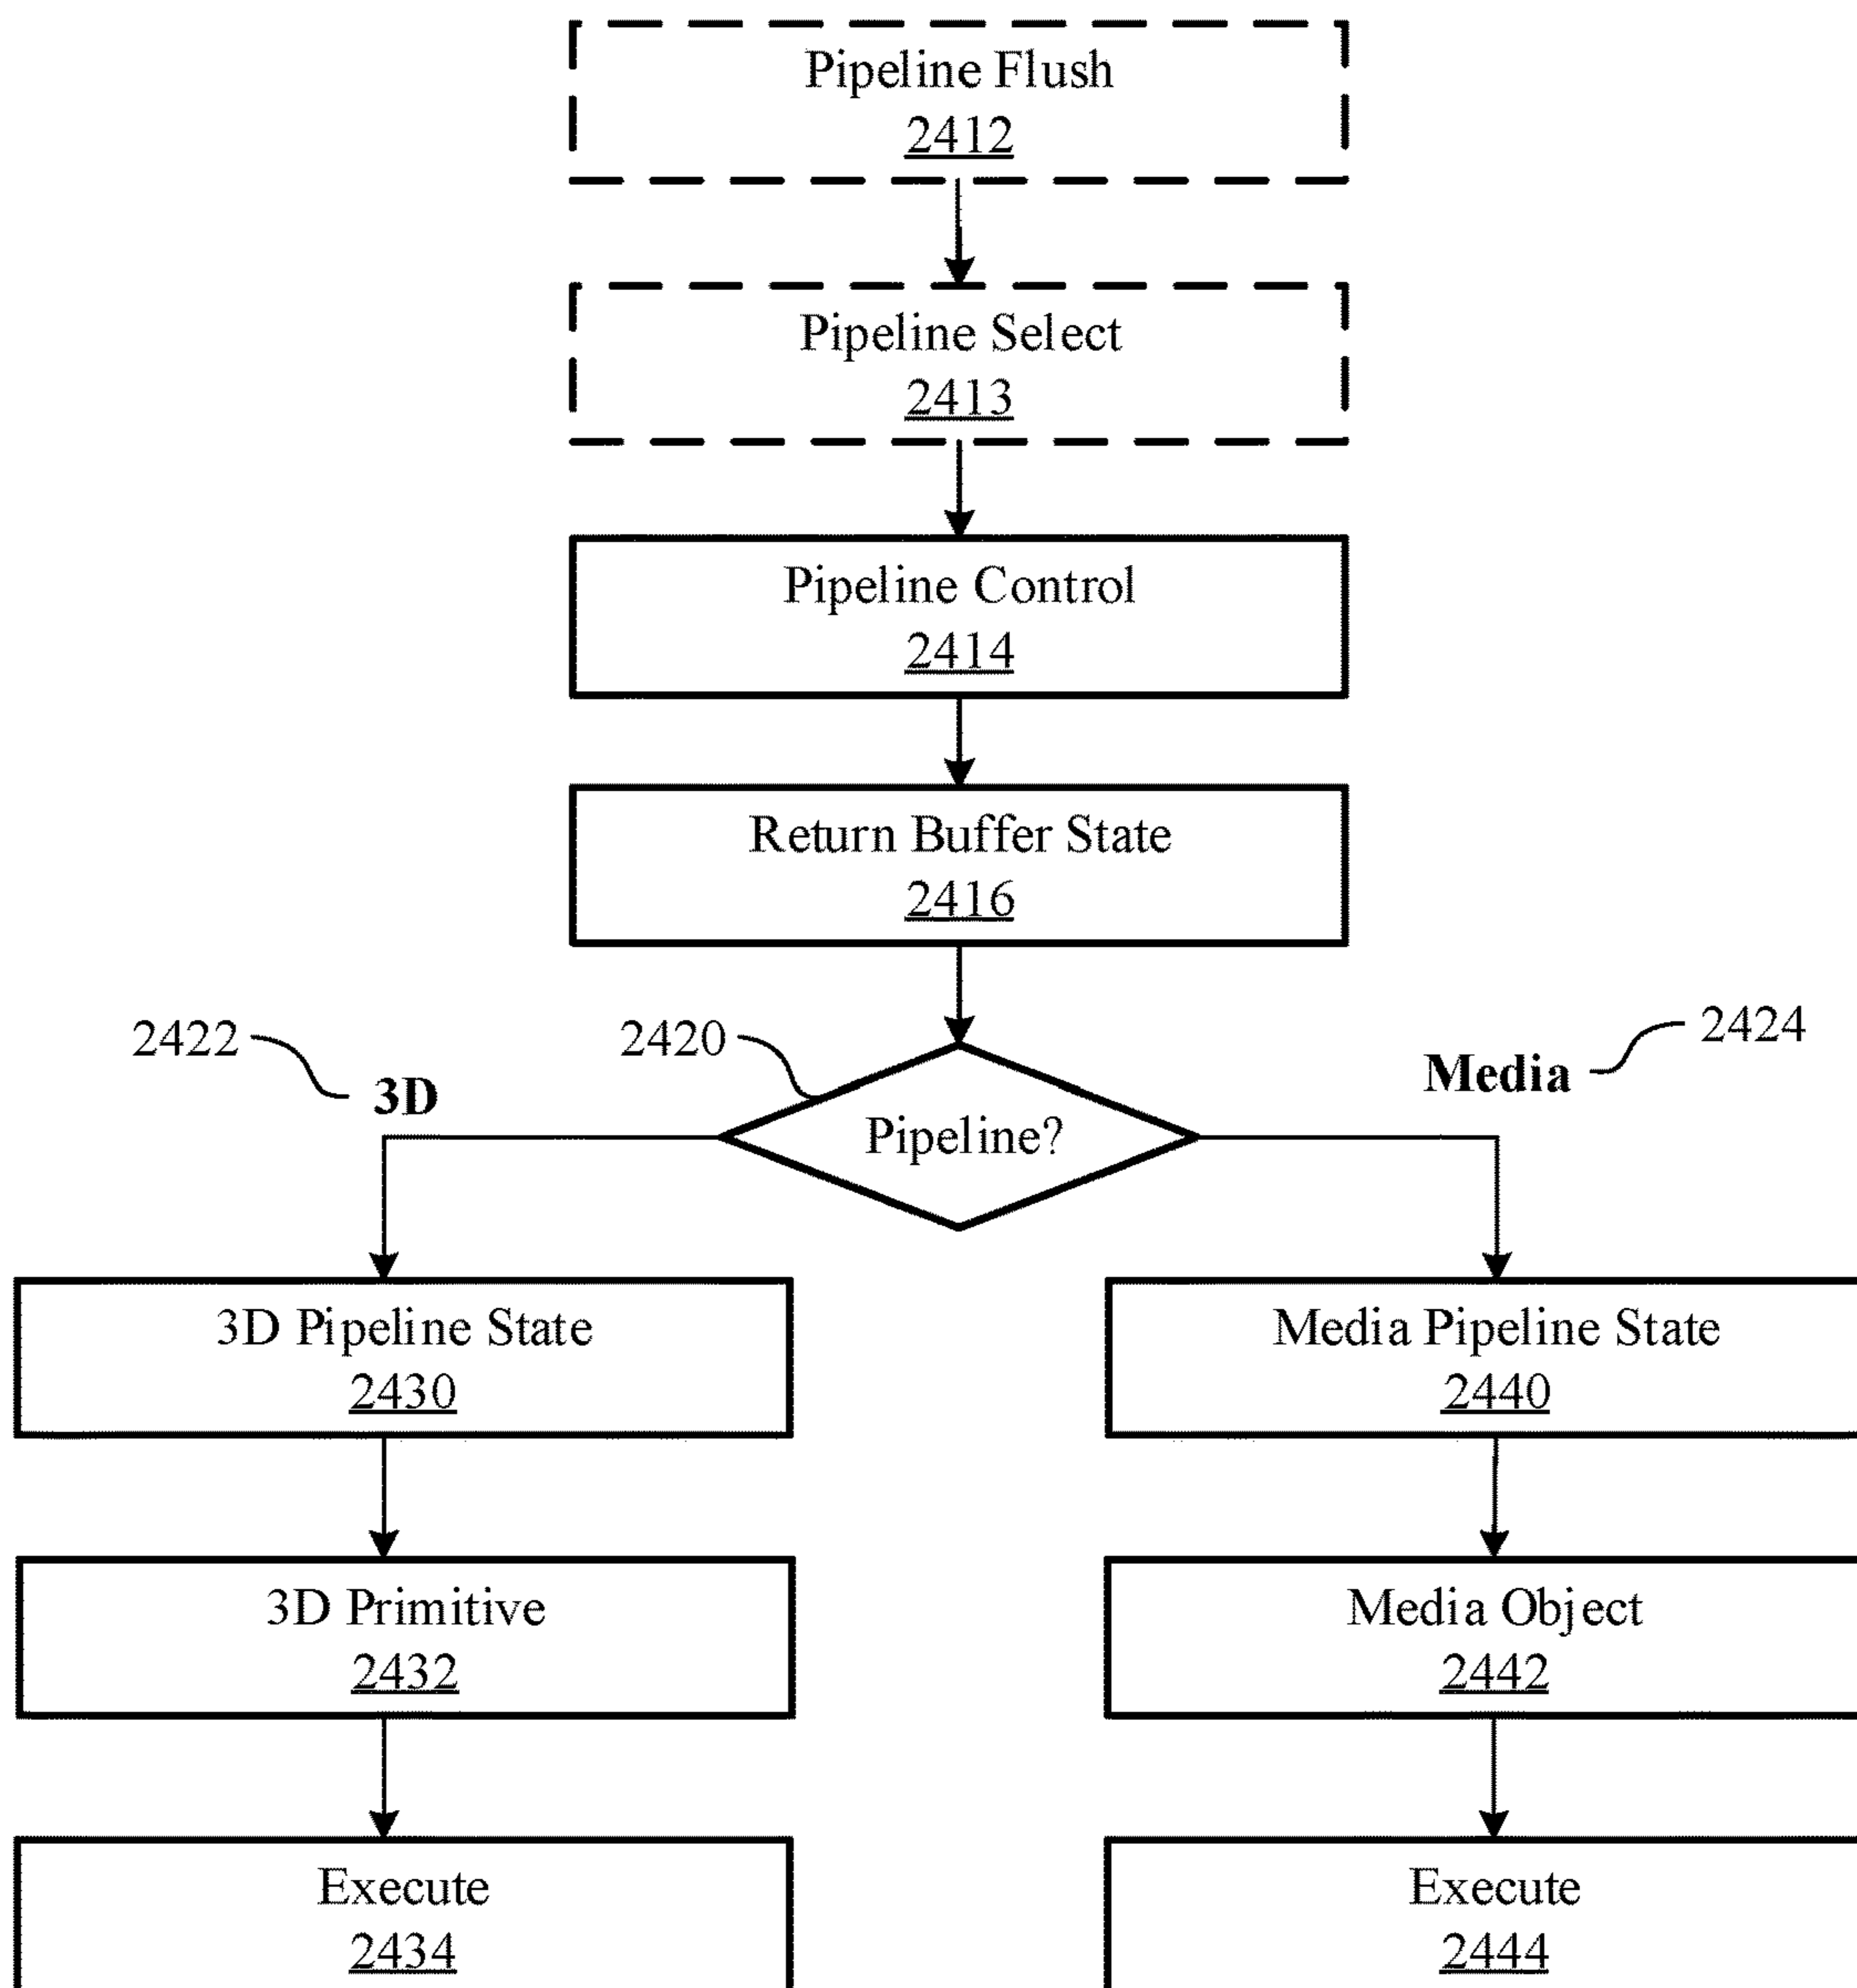 Pipeline Flush
2412
Pipeline Select
2413
Pipeline Control
2414
Return Buffer State
2416
2422
3D
2420
Pipeline?
Media
2424
3D Pipeline State
2430
Media Pipeline State
2440
3D Primitive
2432
Media Object
2442
Execute
2434
Execute
2444